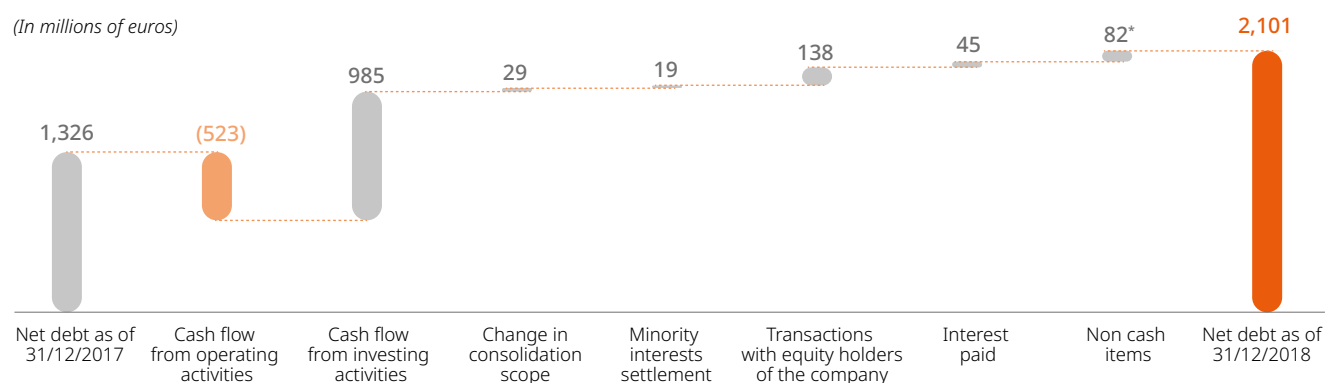 (In millions of euros)
1,326
(523)
985
29
19
138
45
82*
2,101
Net debt as of
31/12/2017
Cash flow
from operating
activities
Cash flow
from investing
activities
Change in
consolidation
scope
Minority
interests
settlement
Transactions
with equity holders
of the company
Interest
paid
Non cash
items
Net debt as of
31/12/2018